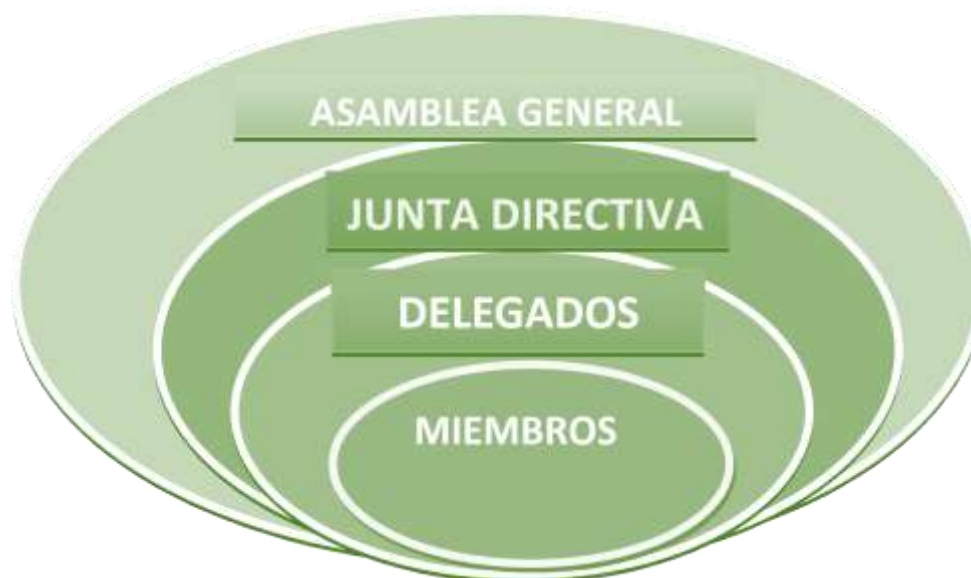 ASAMBLEA GENERAL
JUNTA DIRECTIVA
DELEGADOS
MIEMBROS